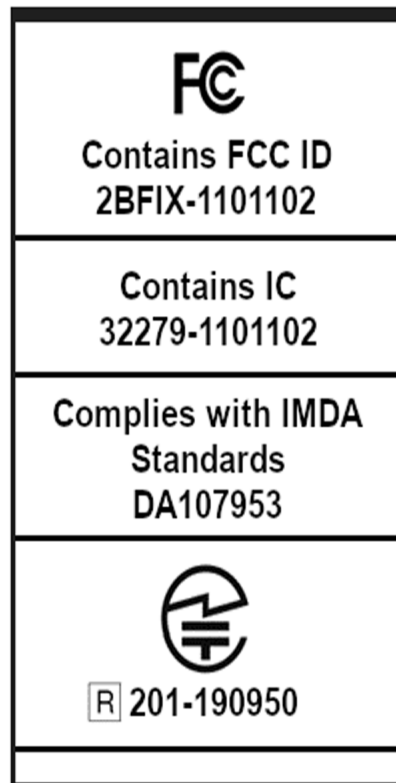 FC
Contains FCC ID
2BFIX-1101102
Contains IC
32279-1101102
Complies with IMDA
Standards
DA107953
R 201-190950